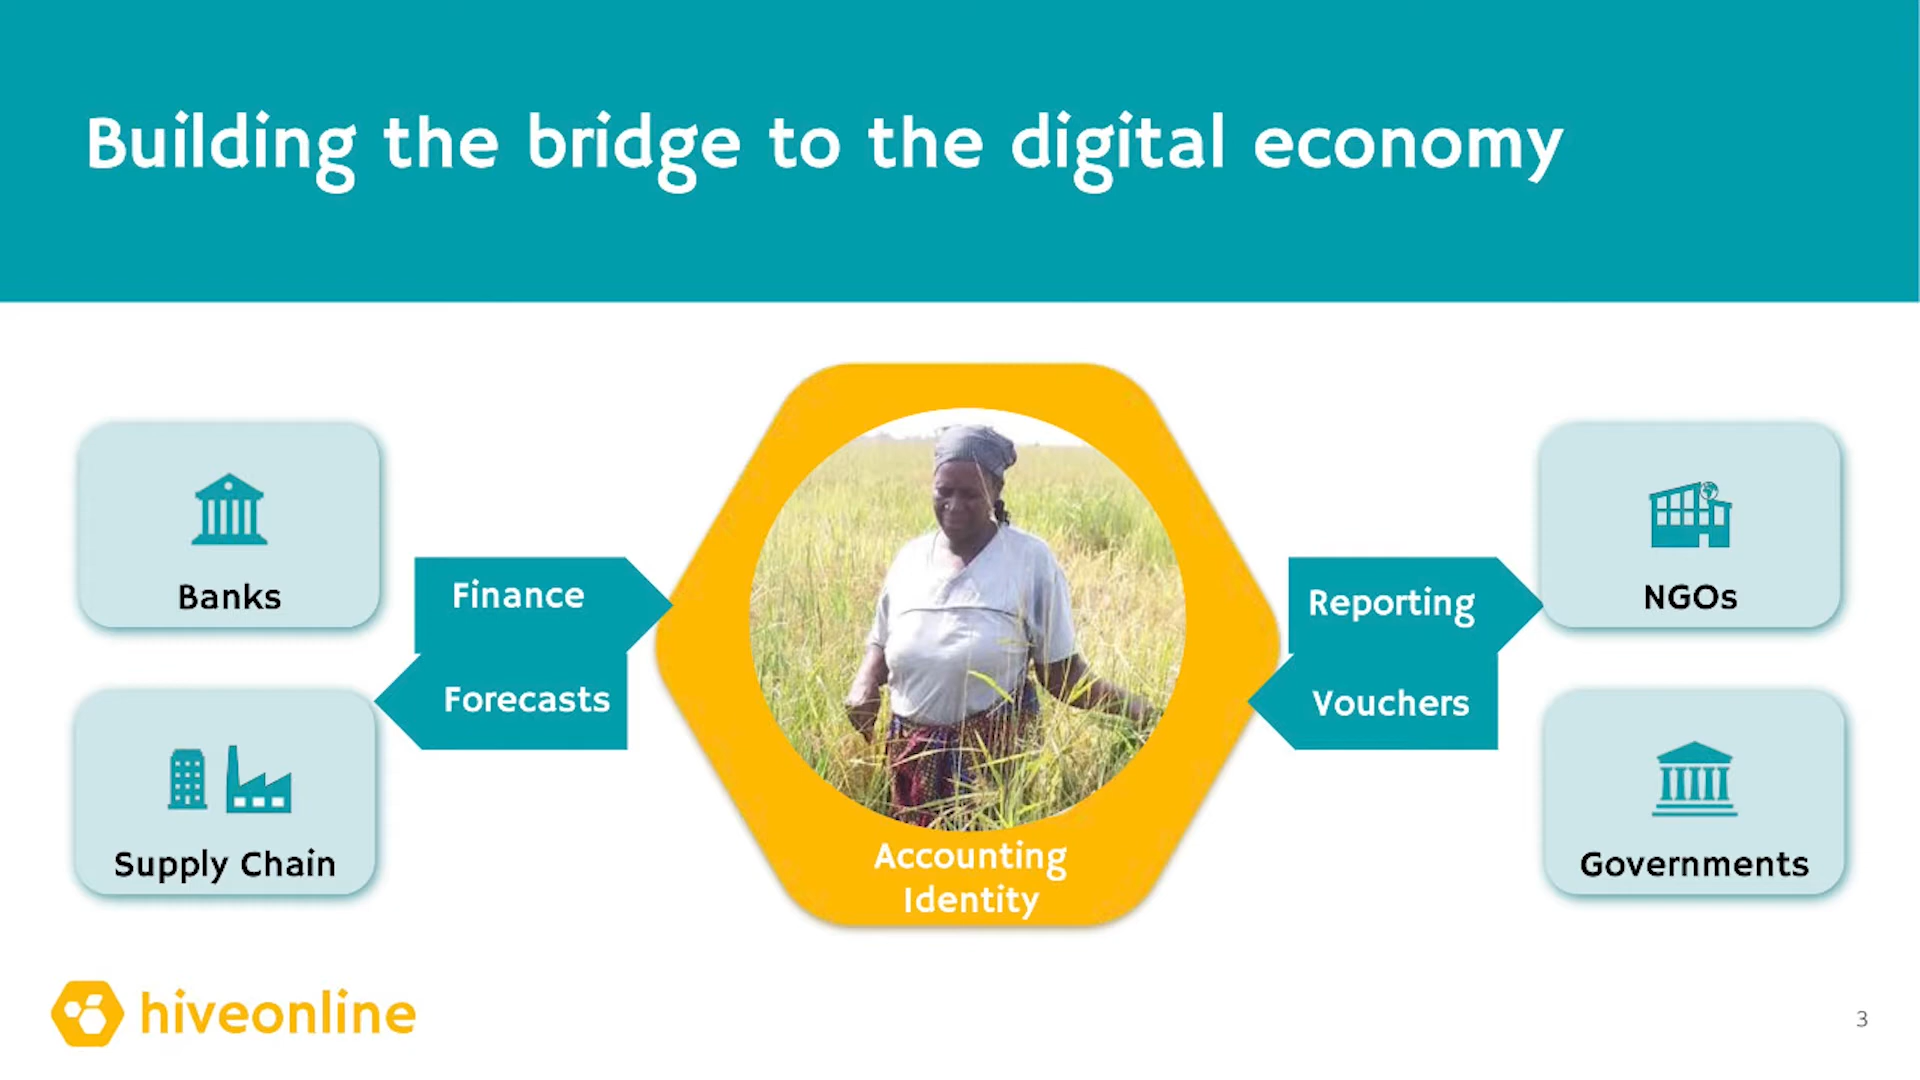 Building the bridge to the digital economy
Banks
Finance
Forecasts
Supply Chain
Accounting
Identity
Reporting
Vouchers
NGOs
Governments
hiveonline
3